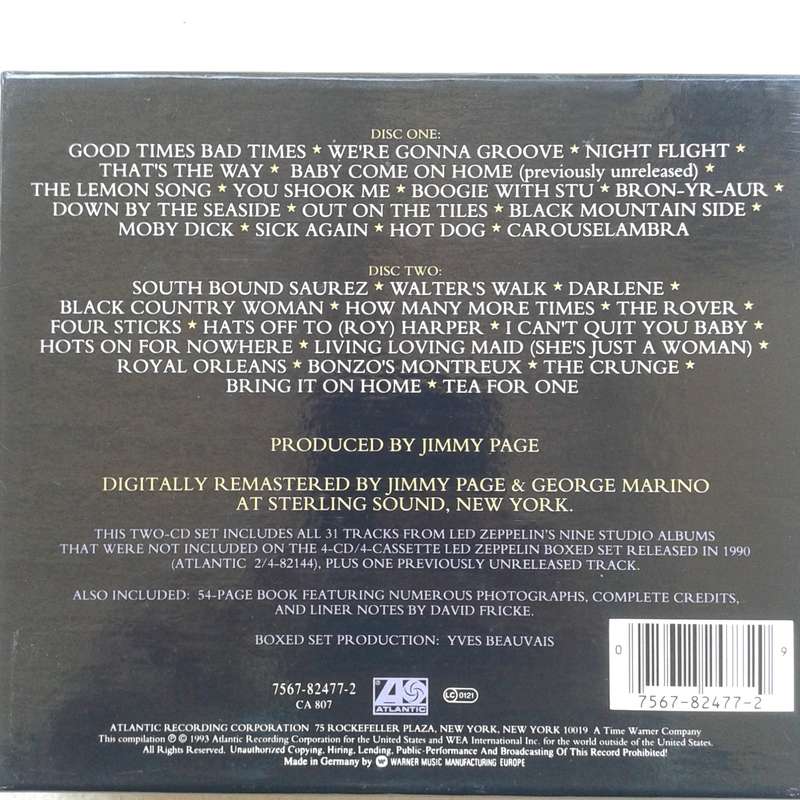 DISC ONE:
GOOD TIMES BAD TIMES * WE'RE GONNA GROOVE * NIGHT FLIGHT *
THAT'S THE WAY * BABY COME ON HOME (previously unreleased) *
THE LEMON SONG * YOU SHOOK ME * BOOGIE WITH STU * BRON-YR-AUR *
DOWN BY THE SEASIDE * OUT ON THE TILES * BLACK MOUNTAIN SIDE *
MOBY DICK * SICK AGAIN * HOT DOG * CAROUSELAMBRA
DISC TWO:
SOUTH BOUND SAUREZ * WALTER'S WALK * DARLENE *
BLACK COUNTRY WOMAN * HOW MANY MORE TIMES * THE ROVER *
FOUR STICKS * HATS OFF TO (ROY) HARPER * I CAN'T QUIT YOU BABY *
HOTS ON FOR NOWHERE * LIVING LOVING MAID (SHE'S JUST A WOMAN) *
ROYAL ORLEANS * BONZO'S MONTREUX * THE CRUNGE *
BRING IT ON HOME * TEA FOR ONE
PRODUCED BY JIMMY PAGE
DIGITALLY REMASTERED BY JIMMY PAGE & GEORGE MARINO
AT STERLING SOUND, NEW YORK.
THIS TWO-CD SET INCLUDES ALL 31 TRACKS FROM LED ZEPPELIN'S NINE STUDIO ALBUMS
THAT WERE NOT INCLUDED ON THE 4-CD/4-CASSETTE LED ZEPPELIN BOXED SET RELEASED IN 1990
(ATLANTIC 2/4-82144), PLUS ONE PREVIOUSLY UNRELEASED TRACK.
ALSO INCLUDED: 54-PAGE BOOK FEATURING NUMEROUS PHOTOGRAPHS, COMPLETE CREDITS,
AND LINER NOTES BY DAVID FRICKE.
BOXED SET PRODUCTION: YVES BEAUVAIS
0 9
7567-82477-2
7567-82477-2
CA 807
ATLANTIC
LC 0121
ATLANTIC RECORDING CORPORATION 75 ROCKEFELLER PLAZA, NEW YORK, NEW YORK 10019 A Time Warner Company
This compilation ℗ © 1993 Atlantic Recording Corporation for the United States and WEA International Inc. for the world outside of the United States.
All Rights Reserved. Unauthorized Copying, Hiring, Lending, Public-Performance And Broadcasting Of This Record Prohibited!
Made in Germany by WARNER MUSIC MANUFACTURING EUROPE